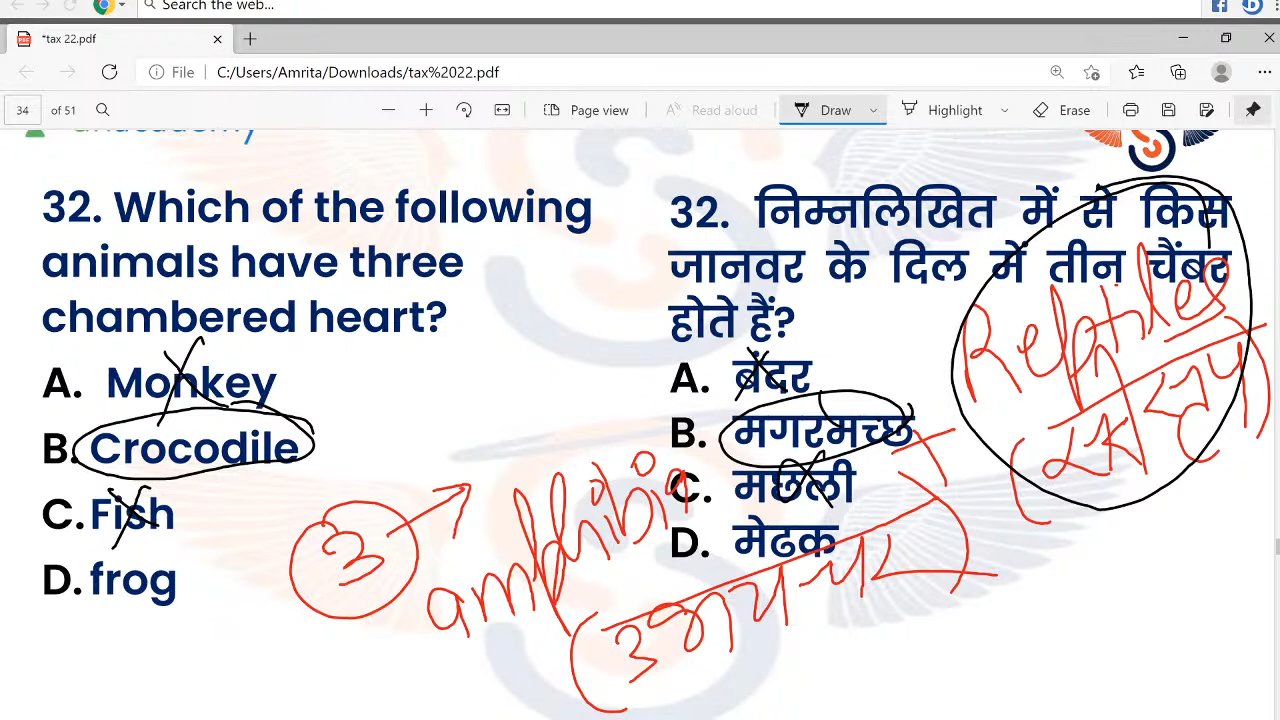 Search the web...
*tax 22.pdf
File
C:/Users/Amrita/Downloads/tax%2022.pdf
34 of 51
Page view
Read aloud
Draw
Highlight
Erase
32. Which of the following
animals have three
chambered heart?
A. Monkey
B. Crocodile
C. Fish
D. frog
32. निम्नलिखित में से किस
जानवर के दिल में तीन चैंबर
होते हैं?
A. बंदर
B. मगरमच्छ
C. मछली
D. मेढक
Reptiles
3
amphibia
(उभयचर)